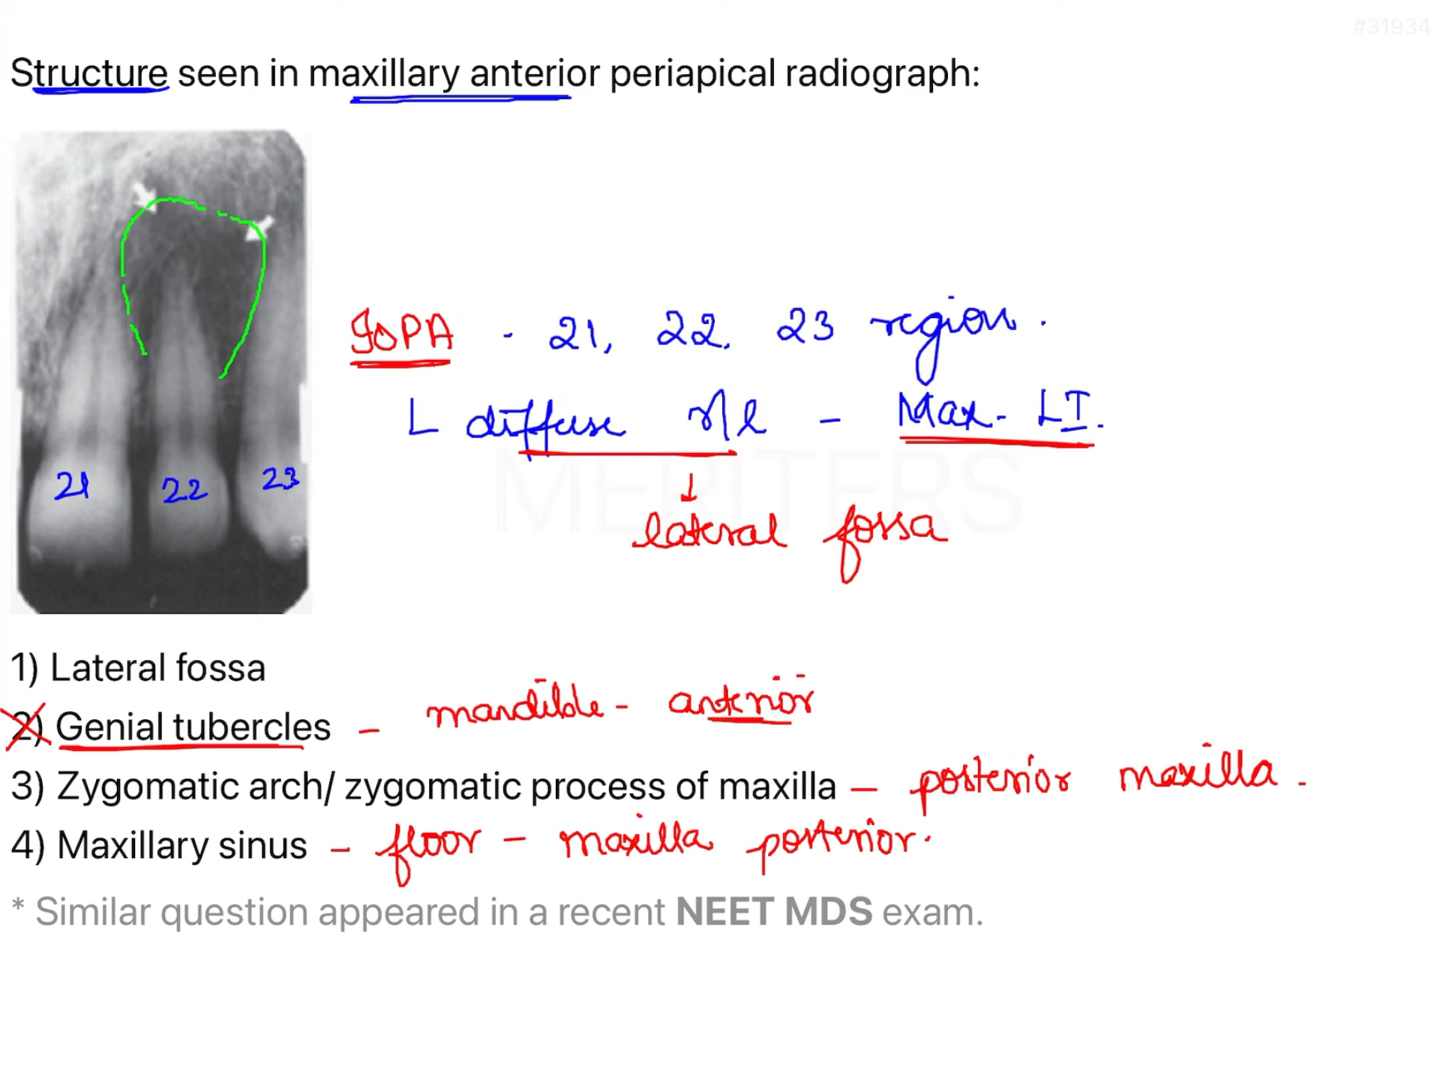 #31934
Structure seen in maxillary anterior periapical radiograph:
IOPA - 21, 22, 23 region.
L diffuse r/l - Max- LI.
↓
lateral fossa
21 22 23
MERITERS
1) Lateral fossa
2) Genial tubercles - mandible - anterior
3) Zygomatic arch/ zygomatic process of maxilla - posterior maxilla.
4) Maxillary sinus - floor - maxilla posterior.
* Similar question appeared in a recent NEET MDS exam.